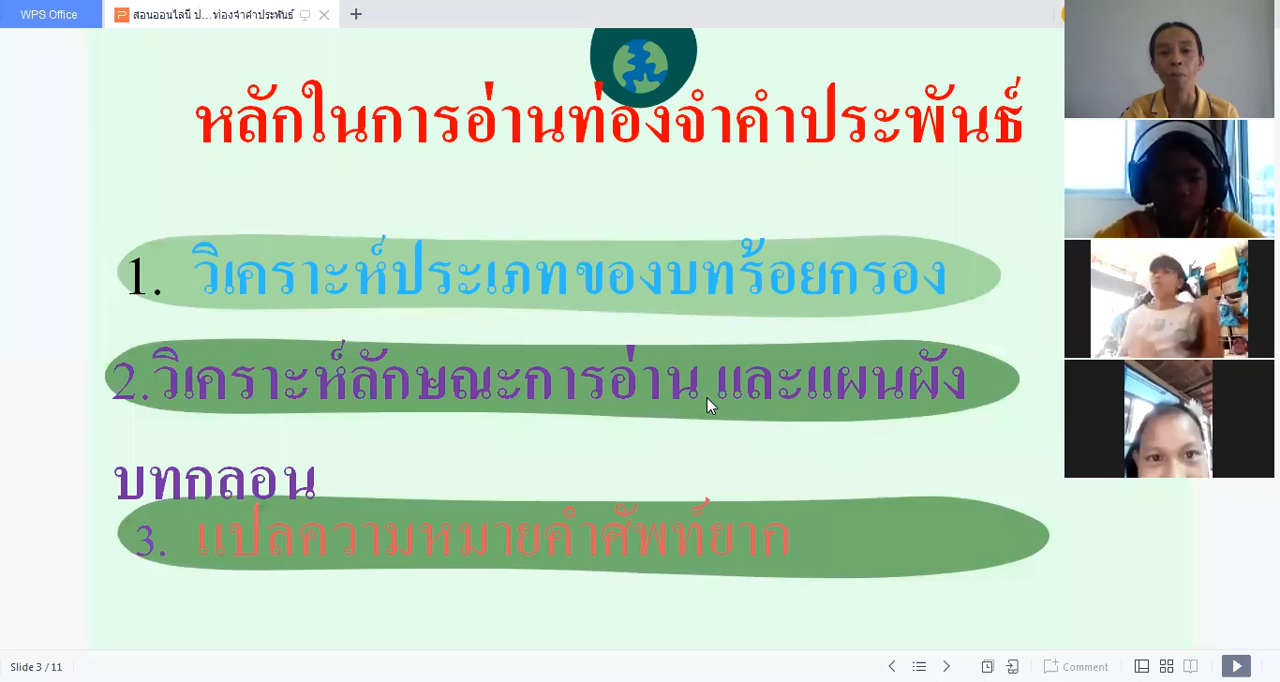 WPS Office
สอนออนไลน์ ป...ท่องจำคำประพันธ์
หลักในการอ่านท่องจำคำประพันธ์
1. วิเคราะห์ประเภทของบทร้อยกรอง
2.วิเคราะห์ลักษณะการอ่าน และแผนผัง
บทกลอน
3. แปลความหมายคำศัพท์ยาก
Slide 3 / 11
Comment